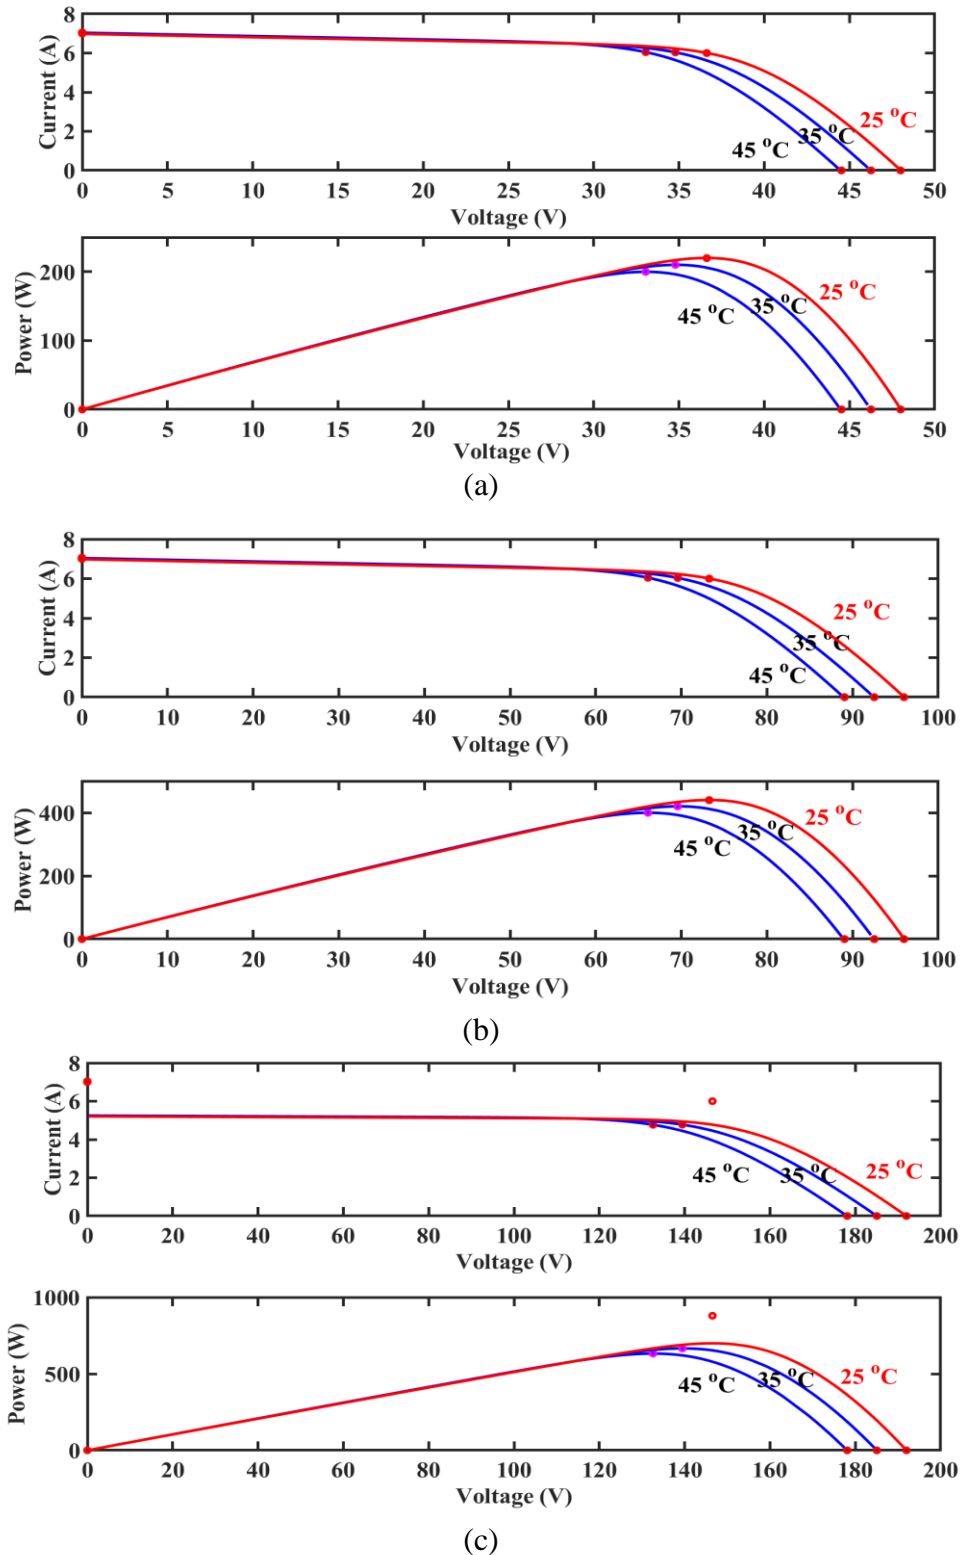 8
6
4
2
0
Current (A)
25 °C
35 °C
45 °C
0 5 10 15 20 25 30 35 40 45 50
Voltage (V)
200
100
0
Power (W)
25 °C
35 °C
45 °C
0 5 10 15 20 25 30 35 40 45 50
Voltage (V)
(a)
8
6
4
2
0
Current (A)
25 °C
35 °C
45 °C
0 10 20 30 40 50 60 70 80 90 100
Voltage (V)
400
200
0
Power (W)
25 °C
35 °C
45 °C
0 10 20 30 40 50 60 70 80 90 100
Voltage (V)
(b)
8
6
4
2
0
Current (A)
45 °C
35 °C
25 °C
0 20 40 60 80 100 120 140 160 180 200
Voltage (V)
1000
500
0
Power (W)
45 °C
35 °C
25 °C
0 20 40 60 80 100 120 140 160 180 200
Voltage (V)
(c)